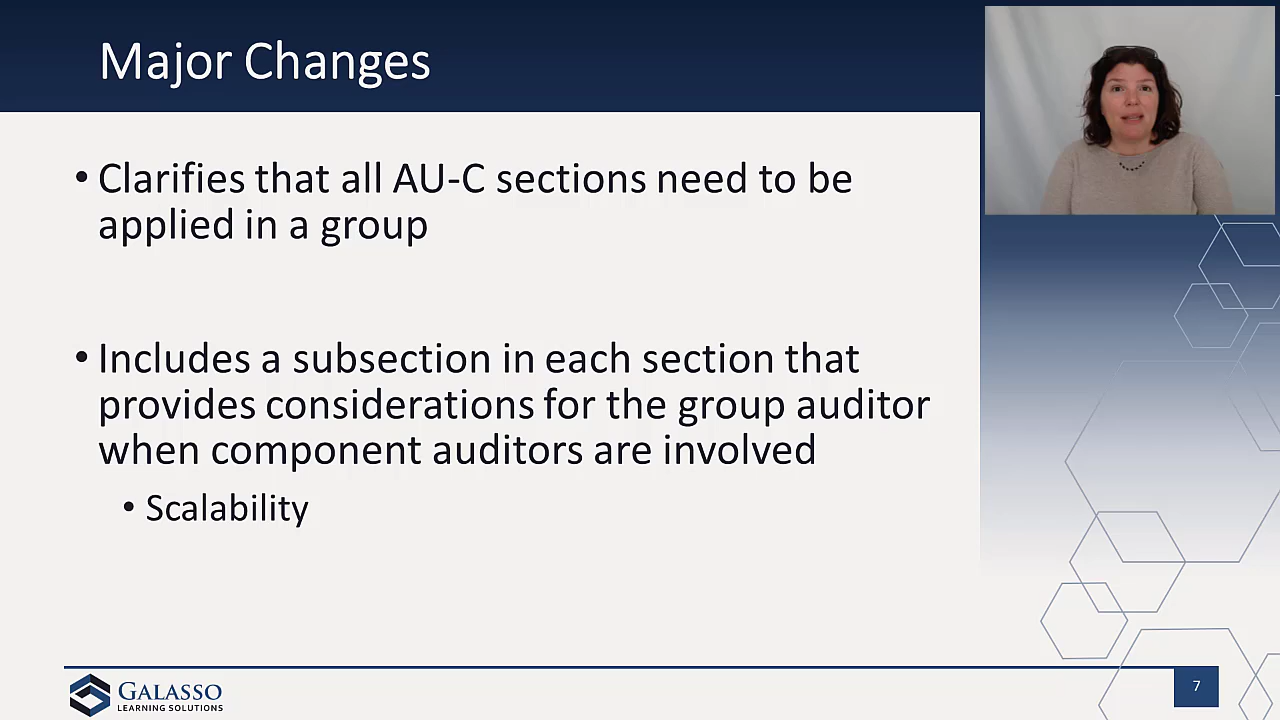 Major Changes
• Clarifies that all AU-C sections need to be
applied in a group
• Includes a subsection in each section that
provides considerations for the group auditor
when component auditors are involved
• Scalability
GALASSO
LEARNING SOLUTIONS
7